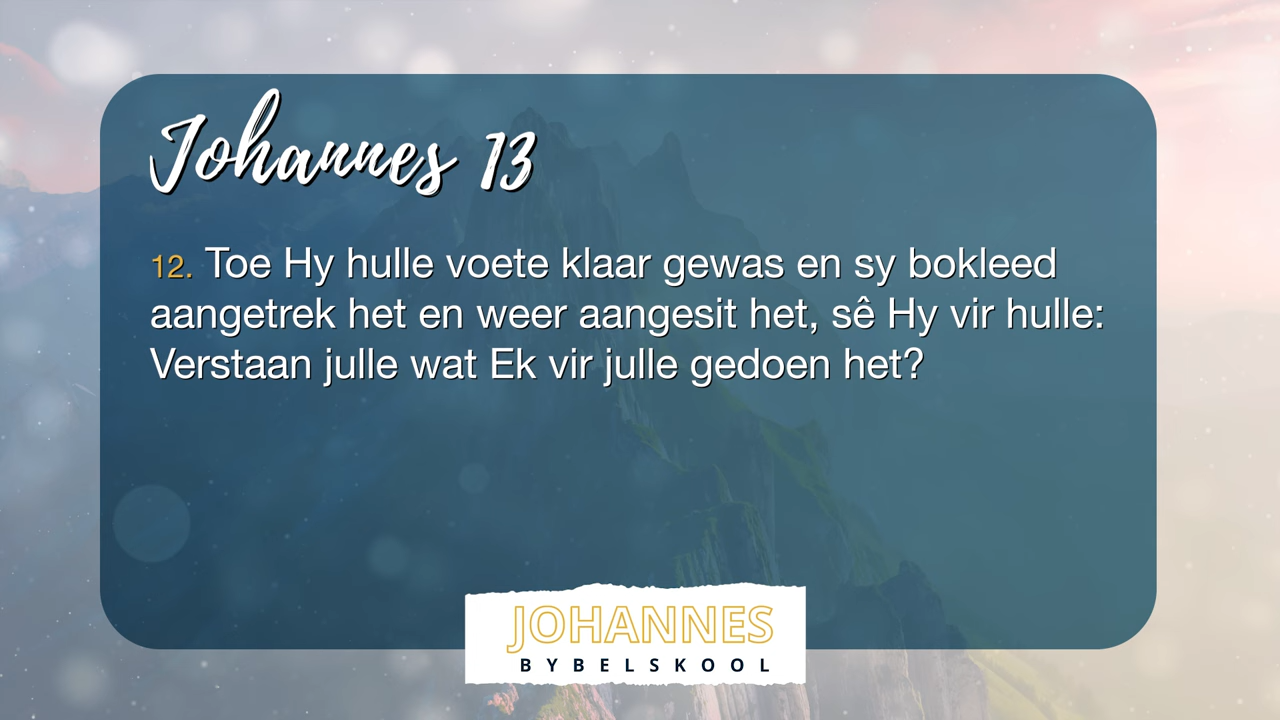 Johannes 13
12. Toe Hy hulle voete klaar gewas en sy bokleed
aangetrek het en weer aangesit het, sê Hy vir hulle:
Verstaan julle wat Ek vir julle gedoen het?
JOHANNES
BYBELSKOOL